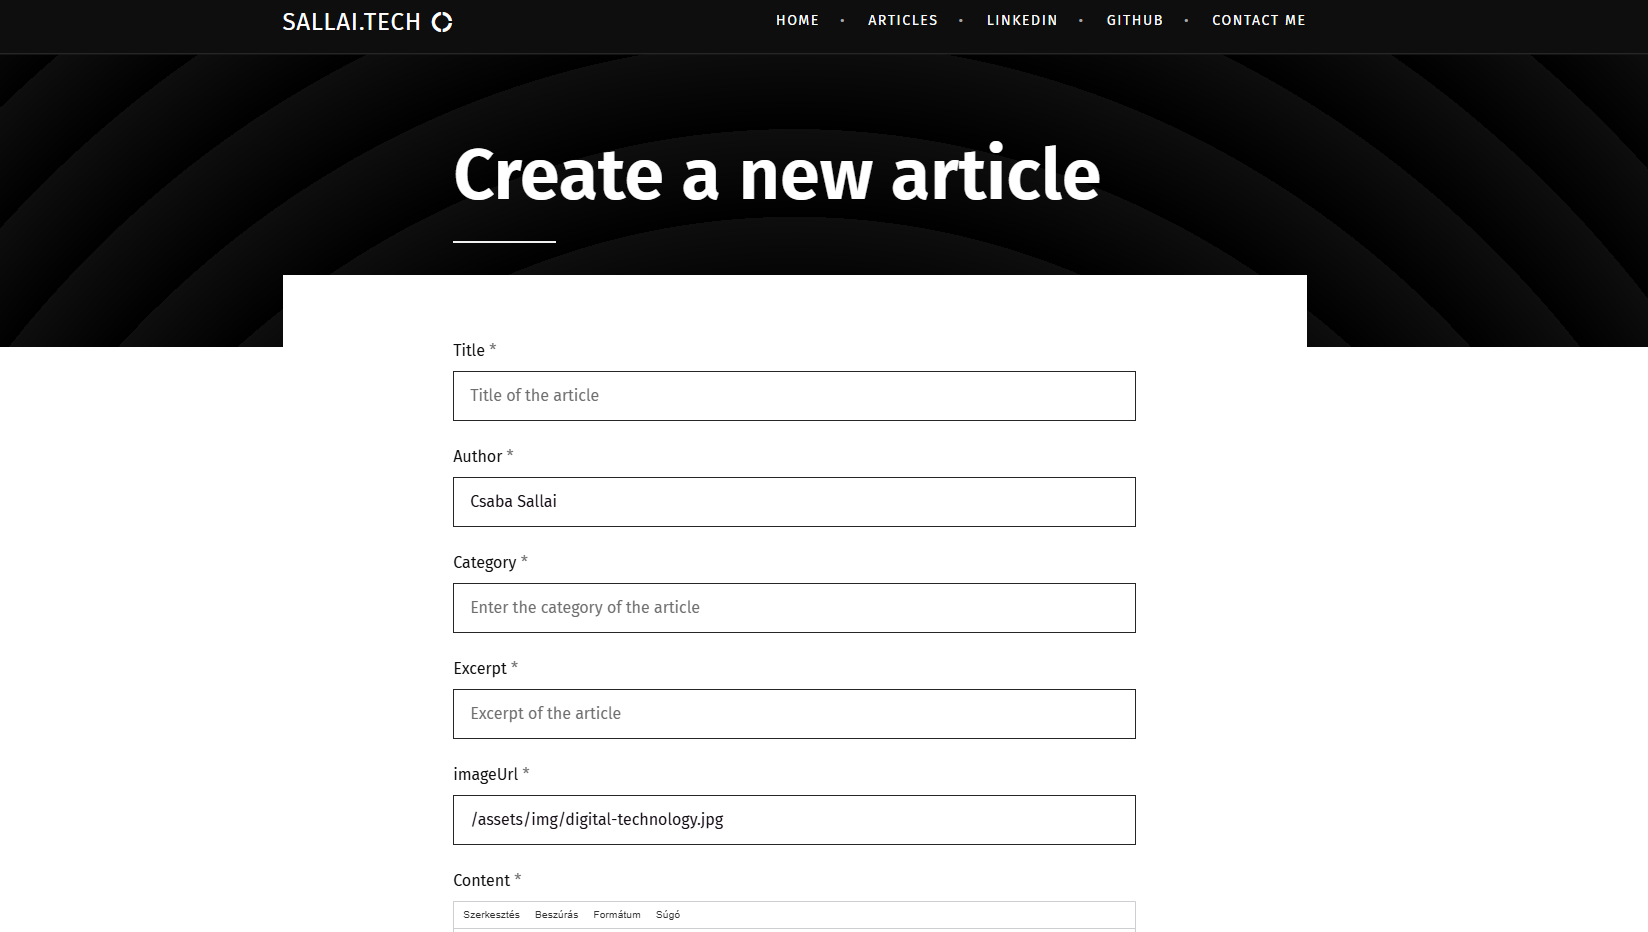 SALLAI.TECH
HOME • ARTICLES • LINKEDIN • GITHUB • CONTACT ME
Create a new article
Title *
Title of the article
Author *
Csaba Sallai
Category *
Enter the category of the article
Excerpt *
Excerpt of the article
imageUrl *
/assets/img/digital-technology.jpg
Content *
Szerkesztés Beszúrás Formátum Súgó